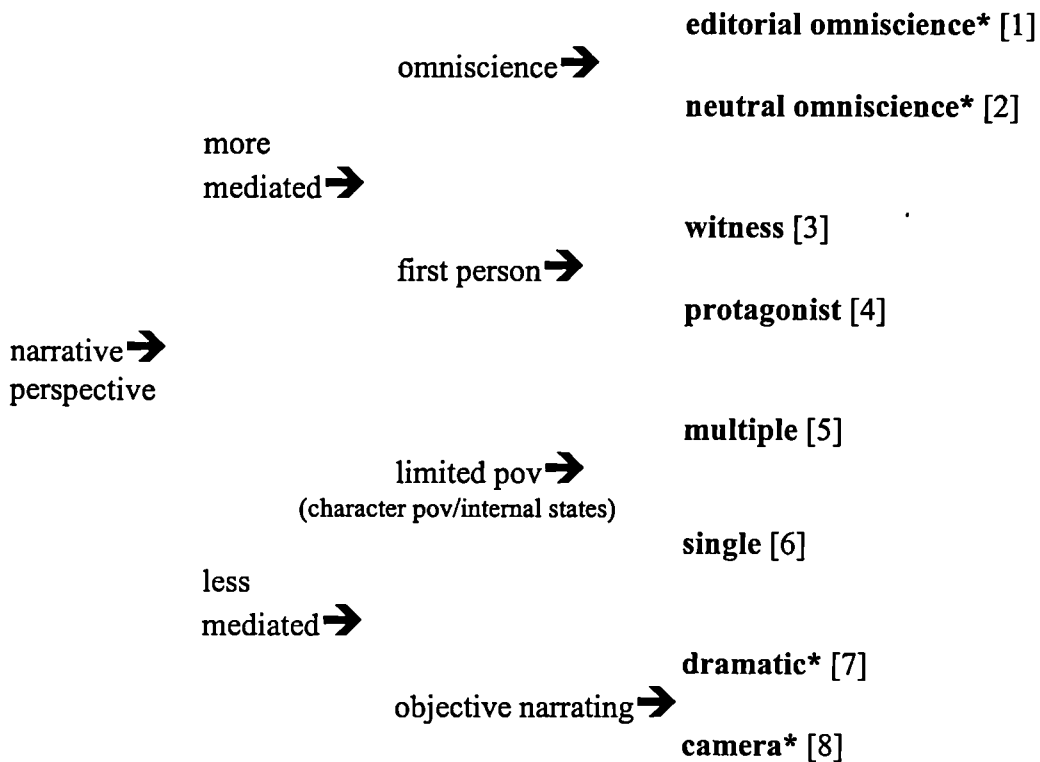 editorial omniscience* [1]
omniscience➔
neutral omniscience* [2]
more
mediated➔
witness [3]
first person➔
protagonist [4]
narrative➔
perspective
multiple [5]
limited pov➔
(character pov/internal states)
single [6]
less
mediated➔
dramatic* [7]
objective narrating➔
camera* [8]